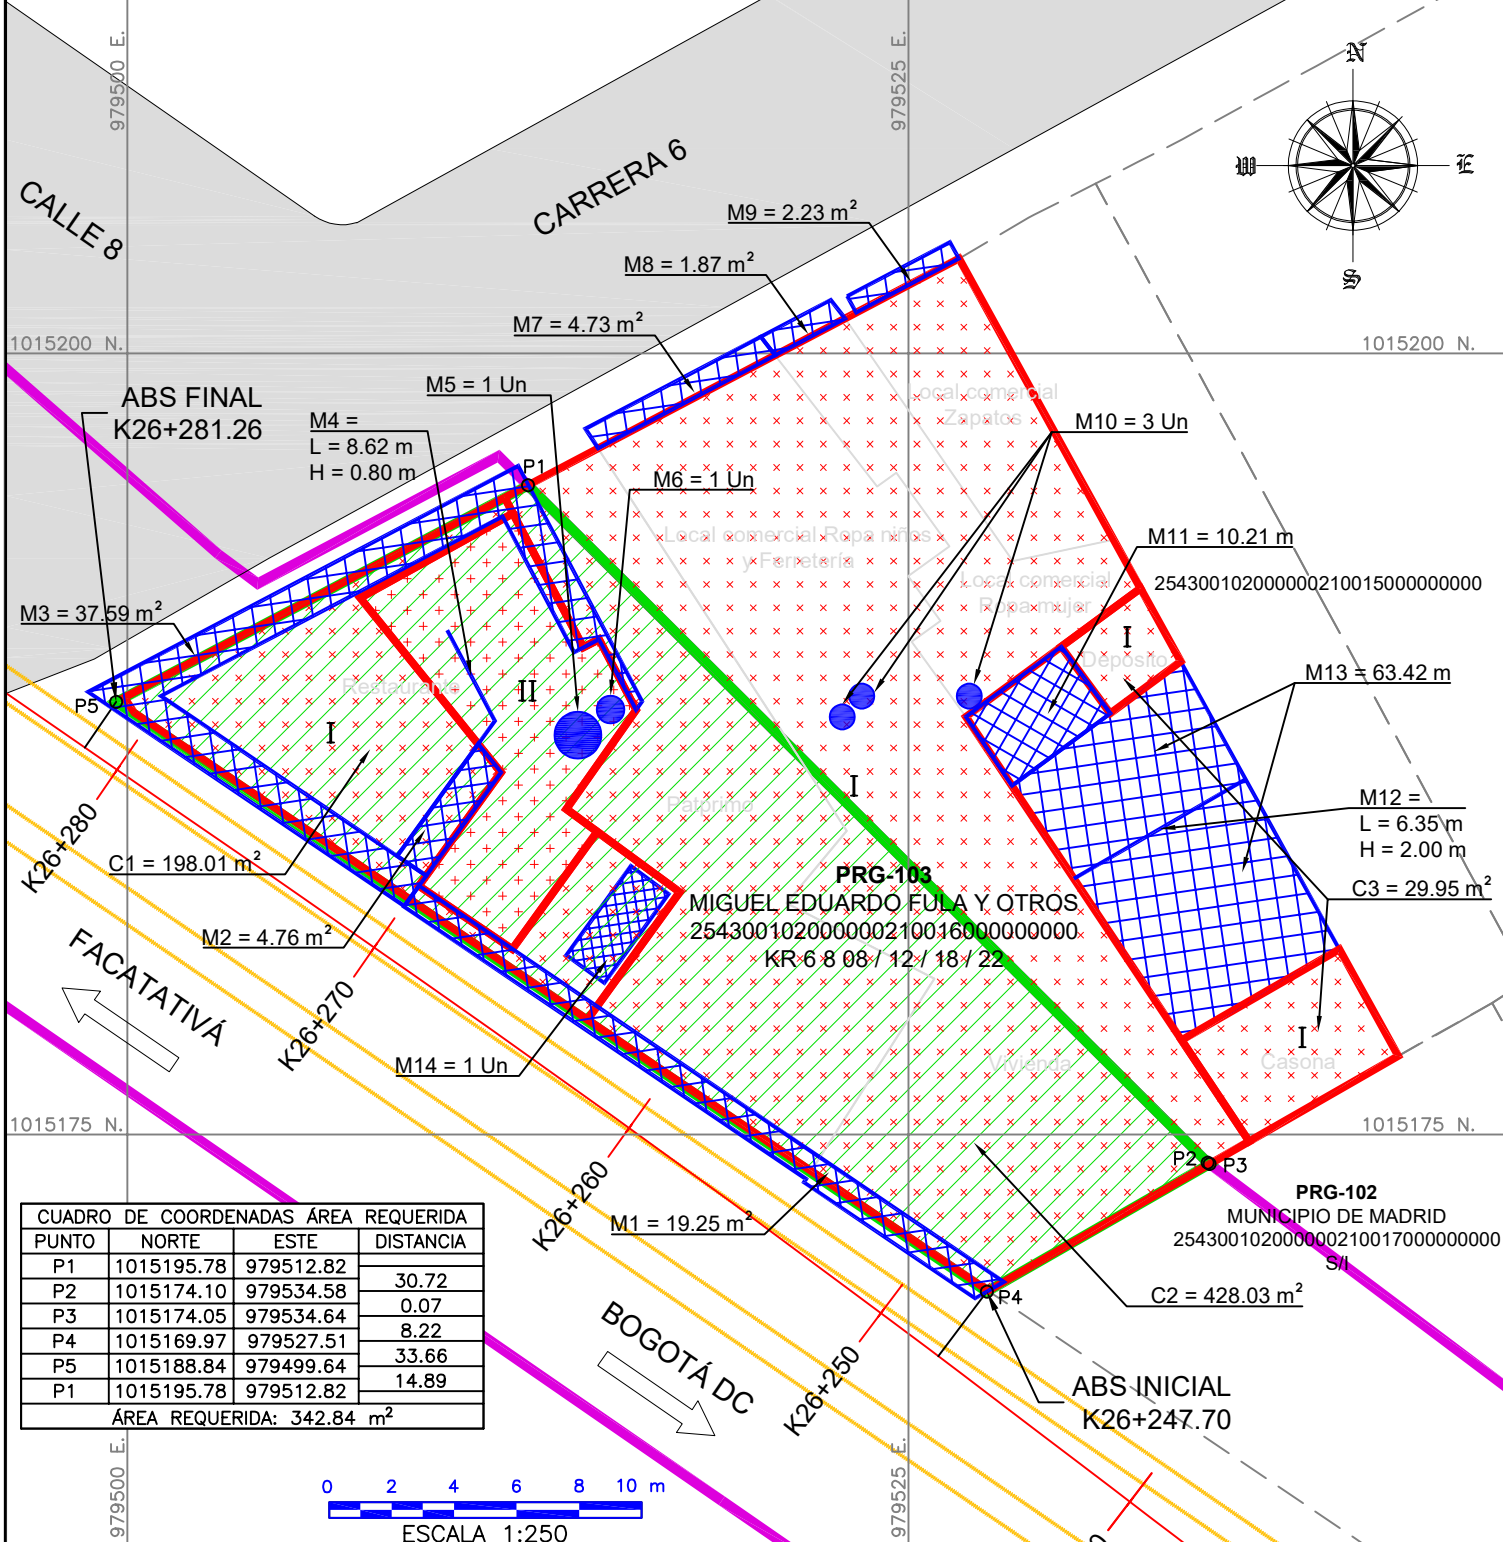 979500 E.
979525 E.
N
W
E
S
CALLE 8
CARRERA 6
M9 = 2.23 m²
M8 = 1.87 m²
M7 = 4.73 m²
1015200 N.
1015200 N.
ABS FINAL
K26+281.26
M5 = 1 Un
M4 =
L = 8.62 m
H = 0.80 m
Local comercial
Zapatos
M10 = 3 Un
P1
M6 = 1 Un
Local comercial Ropa niños
y Ferretería
M11 = 10.21 m
254300102000000210015000000000
Local comercial
Ropa mujer
M3 = 37.59 m²
I
Depósito
M13 = 63.42 m
Restaurante
II
P5
I
I
Patprimo
M12 =
L = 6.35 m
H = 2.00 m
K26+280
C1 = 198.01 m²
PRG-103
MIGUEL EDUARDO FULA Y OTROS
254300102000000210016000000000
KR 6 8 08 / 12 / 18 / 22
C3 = 29.95 m²
M2 = 4.76 m²
FACATATIVÁ
K26+270
M14 = 1 Un
Vivienda
I
Casona
1015175 N.
1015175 N.
P2
P3
K26+260
M1 = 19.25 m²
PRG-102
MUNICIPIO DE MADRID
254300102000000210017000000000
S/I
CUADRO DE COORDENADAS ÁREA REQUERIDA
PUNTO NORTE ESTE DISTANCIA
P1 1015195.78 979512.82
30.72
P2 1015174.10 979534.58
0.07
P3 1015174.05 979534.64
8.22
P4 1015169.97 979527.51
33.66
P5 1015188.84 979499.64
14.89
P1 1015195.78 979512.82
ÁREA REQUERIDA: 342.84 m²
P4
C2 = 428.03 m²
BOGOTÁ DC
K26+250
ABS INICIAL
K26+247.70
979500 E.
979525 E.
0 2 4 6 8 10 m
ESCALA 1:250